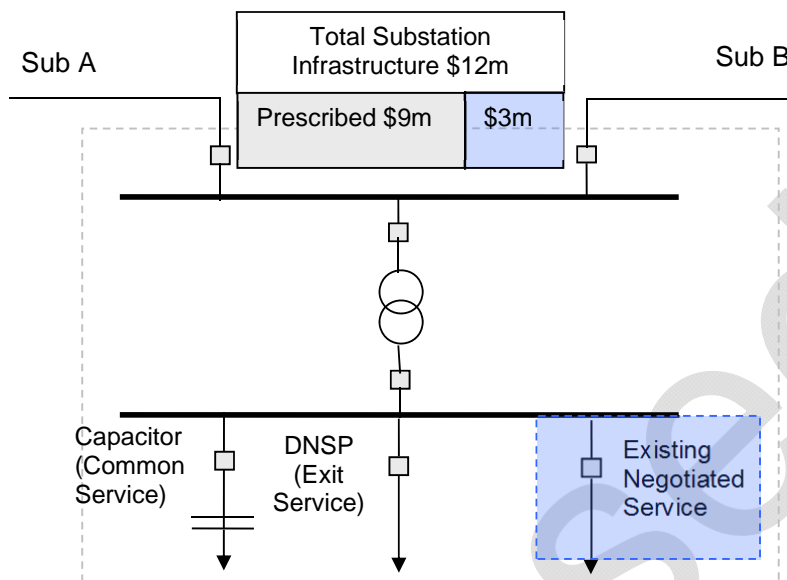 Total Substation
Infrastructure $12m
Sub A
Sub B
Prescribed $9m
$3m
Capacitor
(Common
Service)
DNSP
(Exit
Service)
Existing
Negotiated
Service